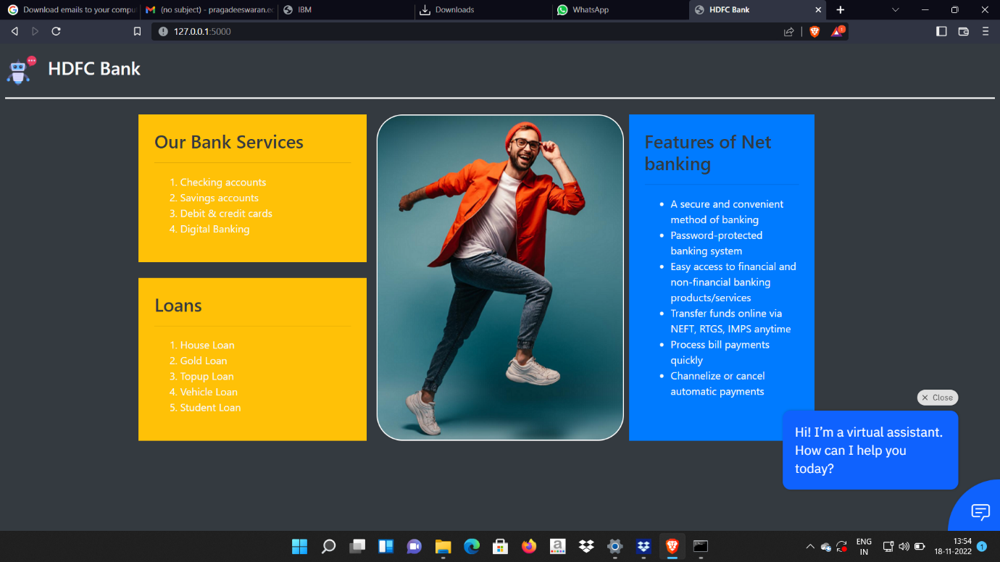 Download emails to your compu
(no subject) - pragadeeswaran.ec
IBM
Downloads
WhatsApp
HDFC Bank
127.0.0.1:5000
1
HDFC Bank
Our Bank Services
1. Checking accounts
2. Savings accounts
3. Debit & credit cards
4. Digital Banking
Loans
1. House Loan
2. Gold Loan
3. Topup Loan
4. Vehicle Loan
5. Student Loan
Features of Net
banking
• A secure and convenient
method of banking
• Password-protected
banking system
• Easy access to financial and
non-financial banking
products/services
• Transfer funds online via
NEFT, RTGS, IMPS anytime
• Process bill payments
quickly
• Channelize or cancel
automatic payments
× Close
Hi! I'm a virtual assistant.
How can I help you
today?
a
ENG
IN
13:54
18-11-2022
1